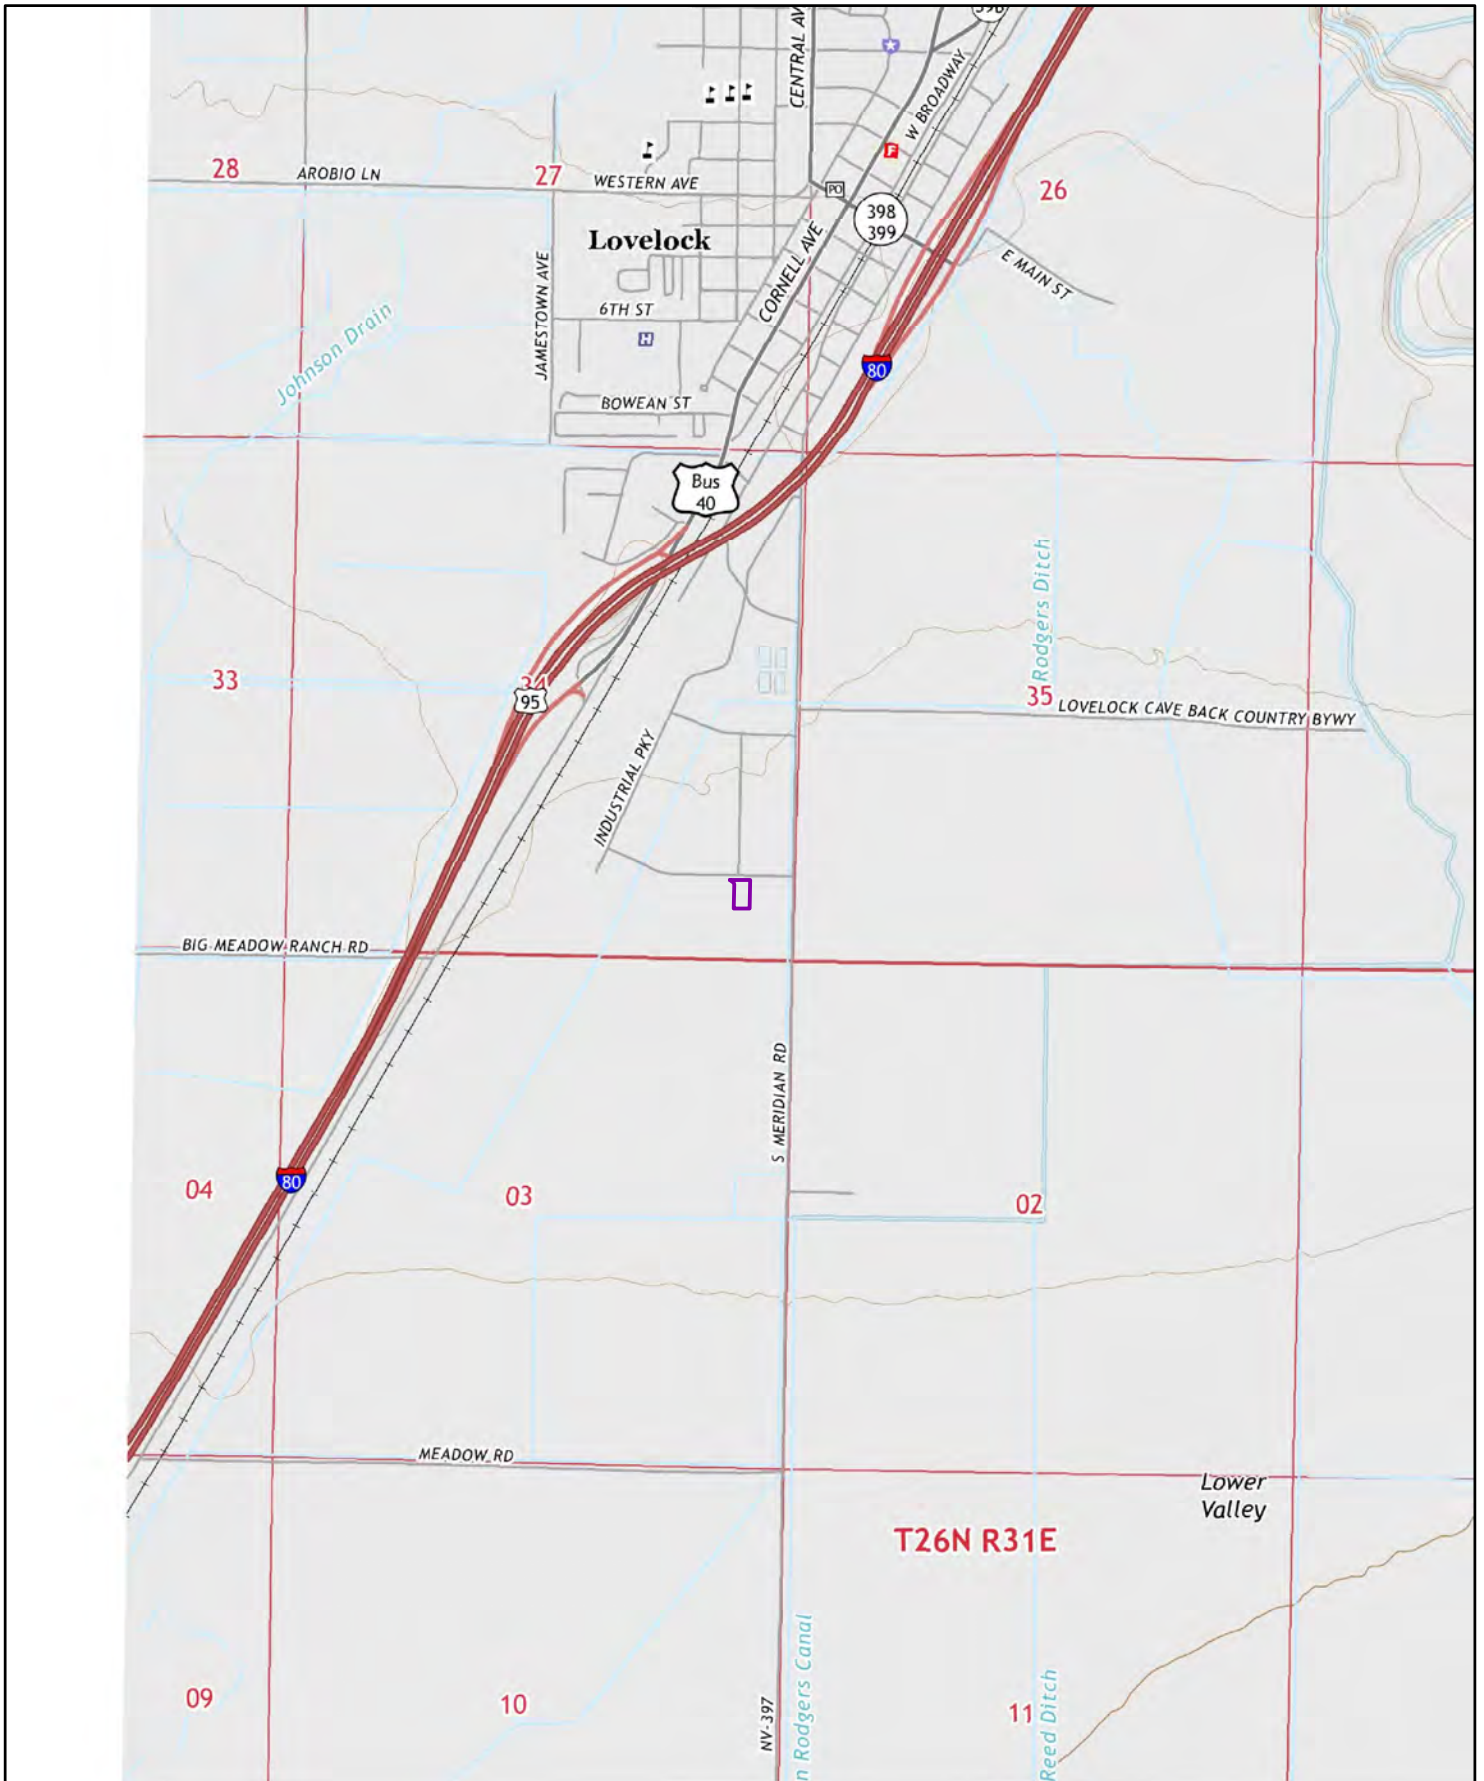 CENTRAL AV
W BROADWAY
28
AROBIO LN
27
WESTERN AVE
PO
F
26
398
399
Lovelock
E MAIN ST
CORNELL AVE
JAMESTOWN AVE
6TH ST
H
Johnson Drain
80
BOWEAN ST
Bus
40
Rodgers Ditch
33
34
95
35
LOVELOCK CAVE BACK COUNTRY BYWY
INDUSTRIAL PKY
BIG MEADOW RANCH RD
S MERIDIAN RD
04
80
03
02
MEADOW RD
Lower
Valley
T26N R31E
09
10
NV-397
n Rodgers Canal
11
Reed Ditch